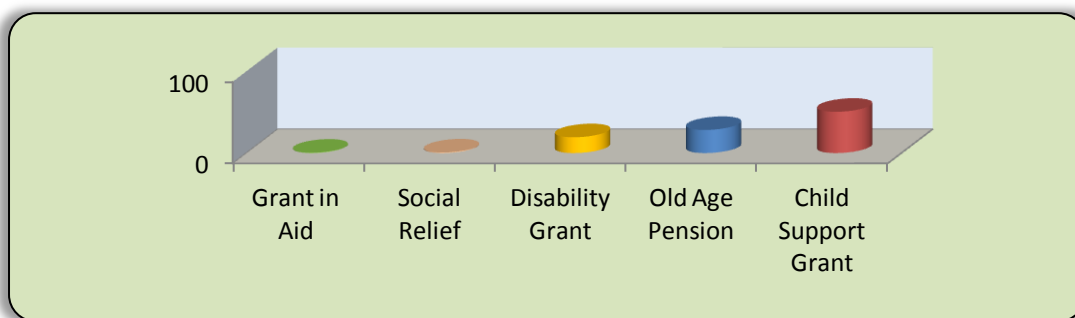 100
0
Grant in
Aid
Social
Relief
Disability
Grant
Old Age
Pension
Child
Support
Grant